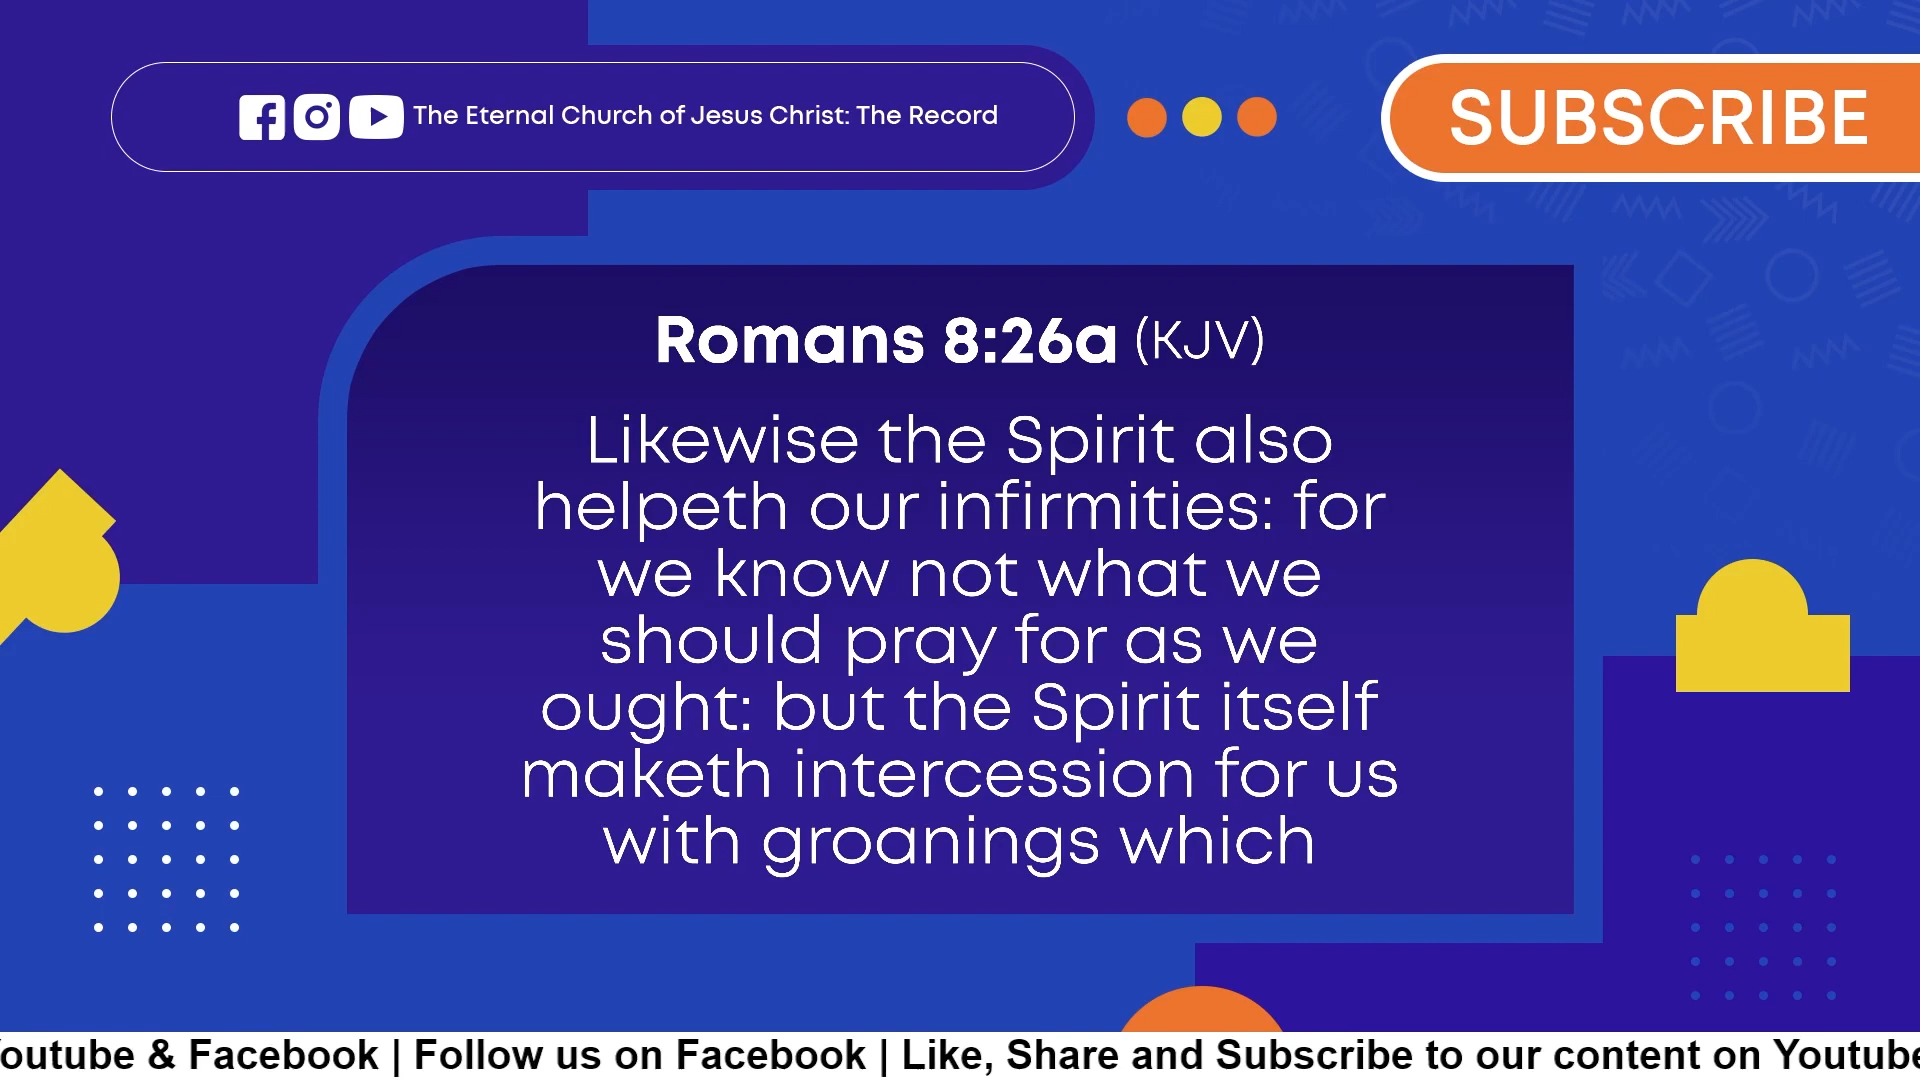 The Eternal Church of Jesus Christ: The Record
SUBSCRIBE
Romans 8:26a (KJV)
Likewise the Spirit also
helpeth our infirmities: for
we know not what we
should pray for as we
ought: but the Spirit itself
maketh intercession for us
with groanings which
outube & Facebook | Follow us on Facebook | Like, Share and Subscribe to our content on Youtube